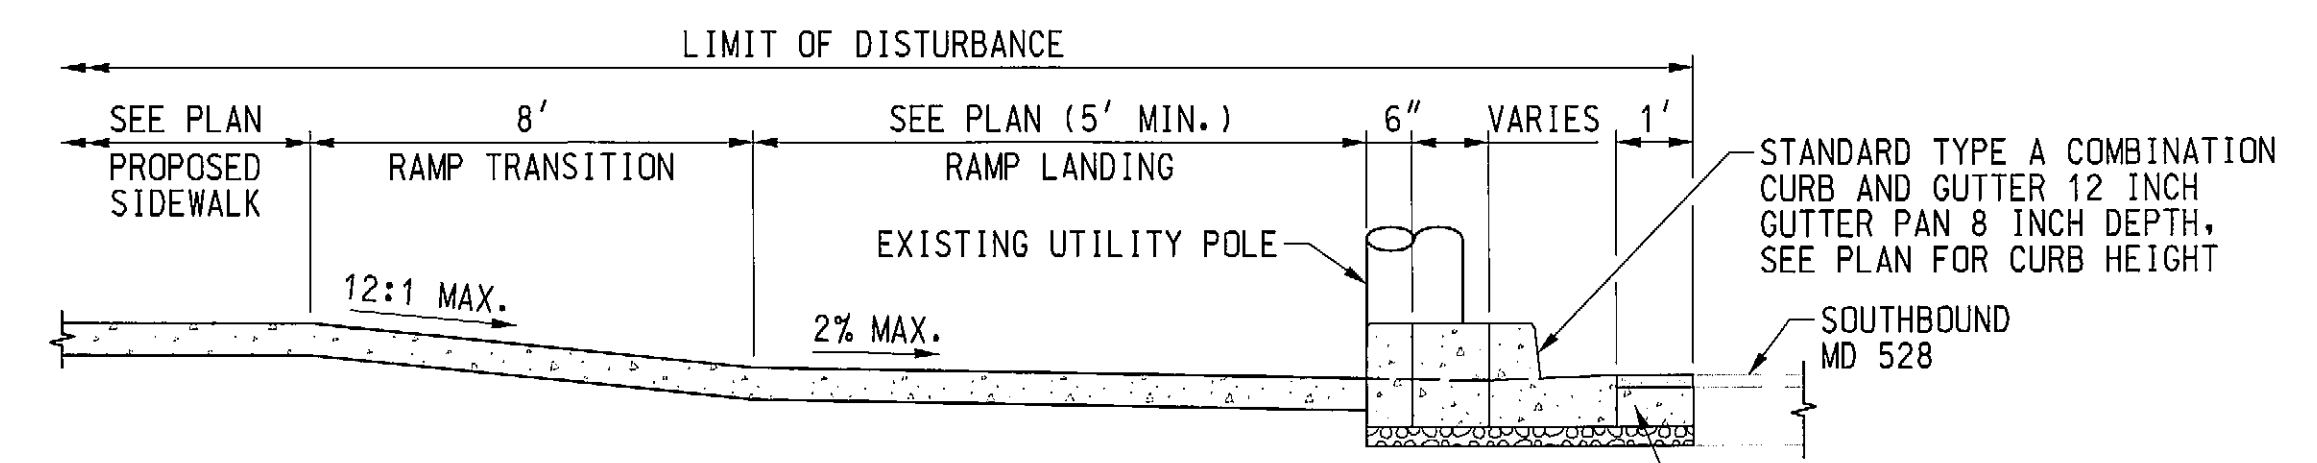 LIMIT OF DISTURBANCE
SEE PLAN
8'
SEE PLAN (5' MIN.)
6"
VARIES
1'
PROPOSED
SIDEWALK
RAMP TRANSITION
RAMP LANDING
STANDARD TYPE A COMBINATION
CURB AND GUTTER 12 INCH
GUTTER PAN 8 INCH DEPTH,
SEE PLAN FOR CURB HEIGHT
EXISTING UTILITY POLE
12:1 MAX.
2% MAX.
SOUTHBOUND
MD 528